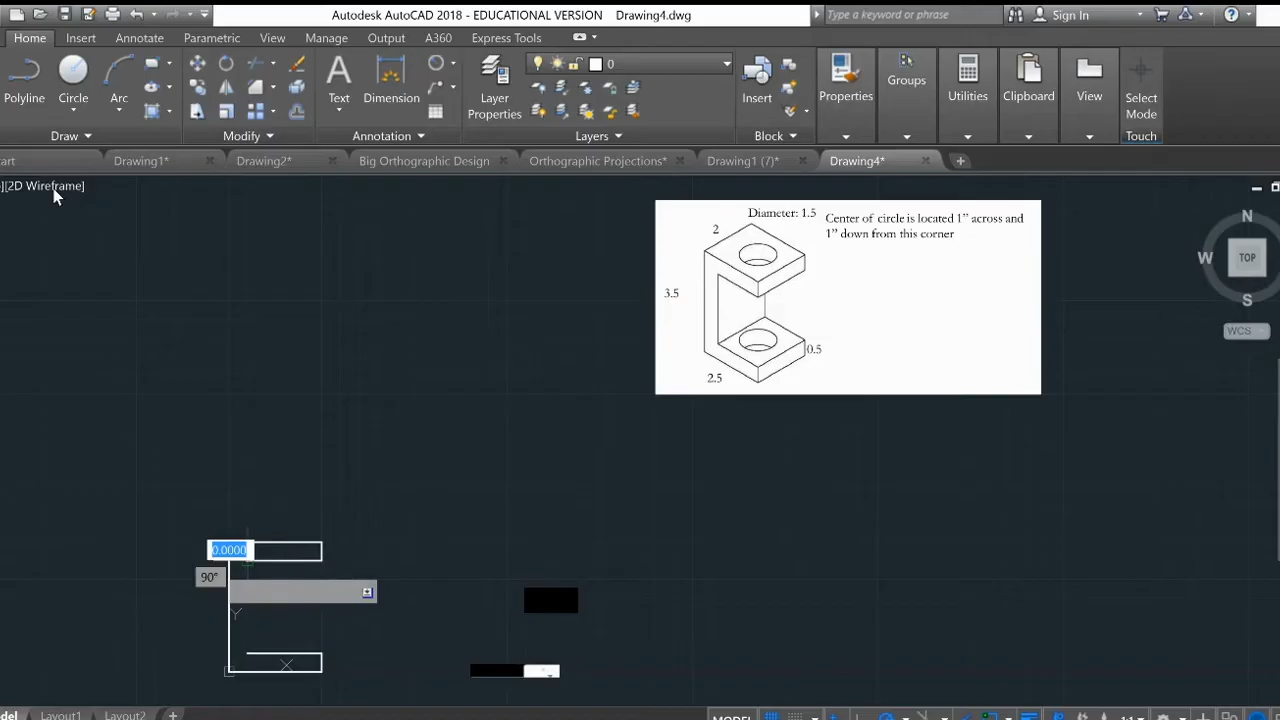 Autodesk AutoCAD 2018 - EDUCATIONAL VERSION Drawing4.dwg
Type a keyword or phrase
Sign In
Home Insert Annotate Parametric View Manage Output A360 Express Tools
0
Polyline Circle Arc Text Dimension Layer Properties Insert Properties Groups Utilities Clipboard View Select Mode
Draw Modify Annotation Layers Block Touch
art Drawing1* Drawing2* Big Orthographic Design Orthographic Projections* Drawing1 (7)* Drawing4*
][2D Wireframe]
Diameter: 1.5
Center of circle is located 1” across and
1” down from this corner
2
3.5
0.5
2.5
N
W
TOP
S
WCS
0.0000
90°
Y
X
del Layout1 Layout2
MODEL
1:1